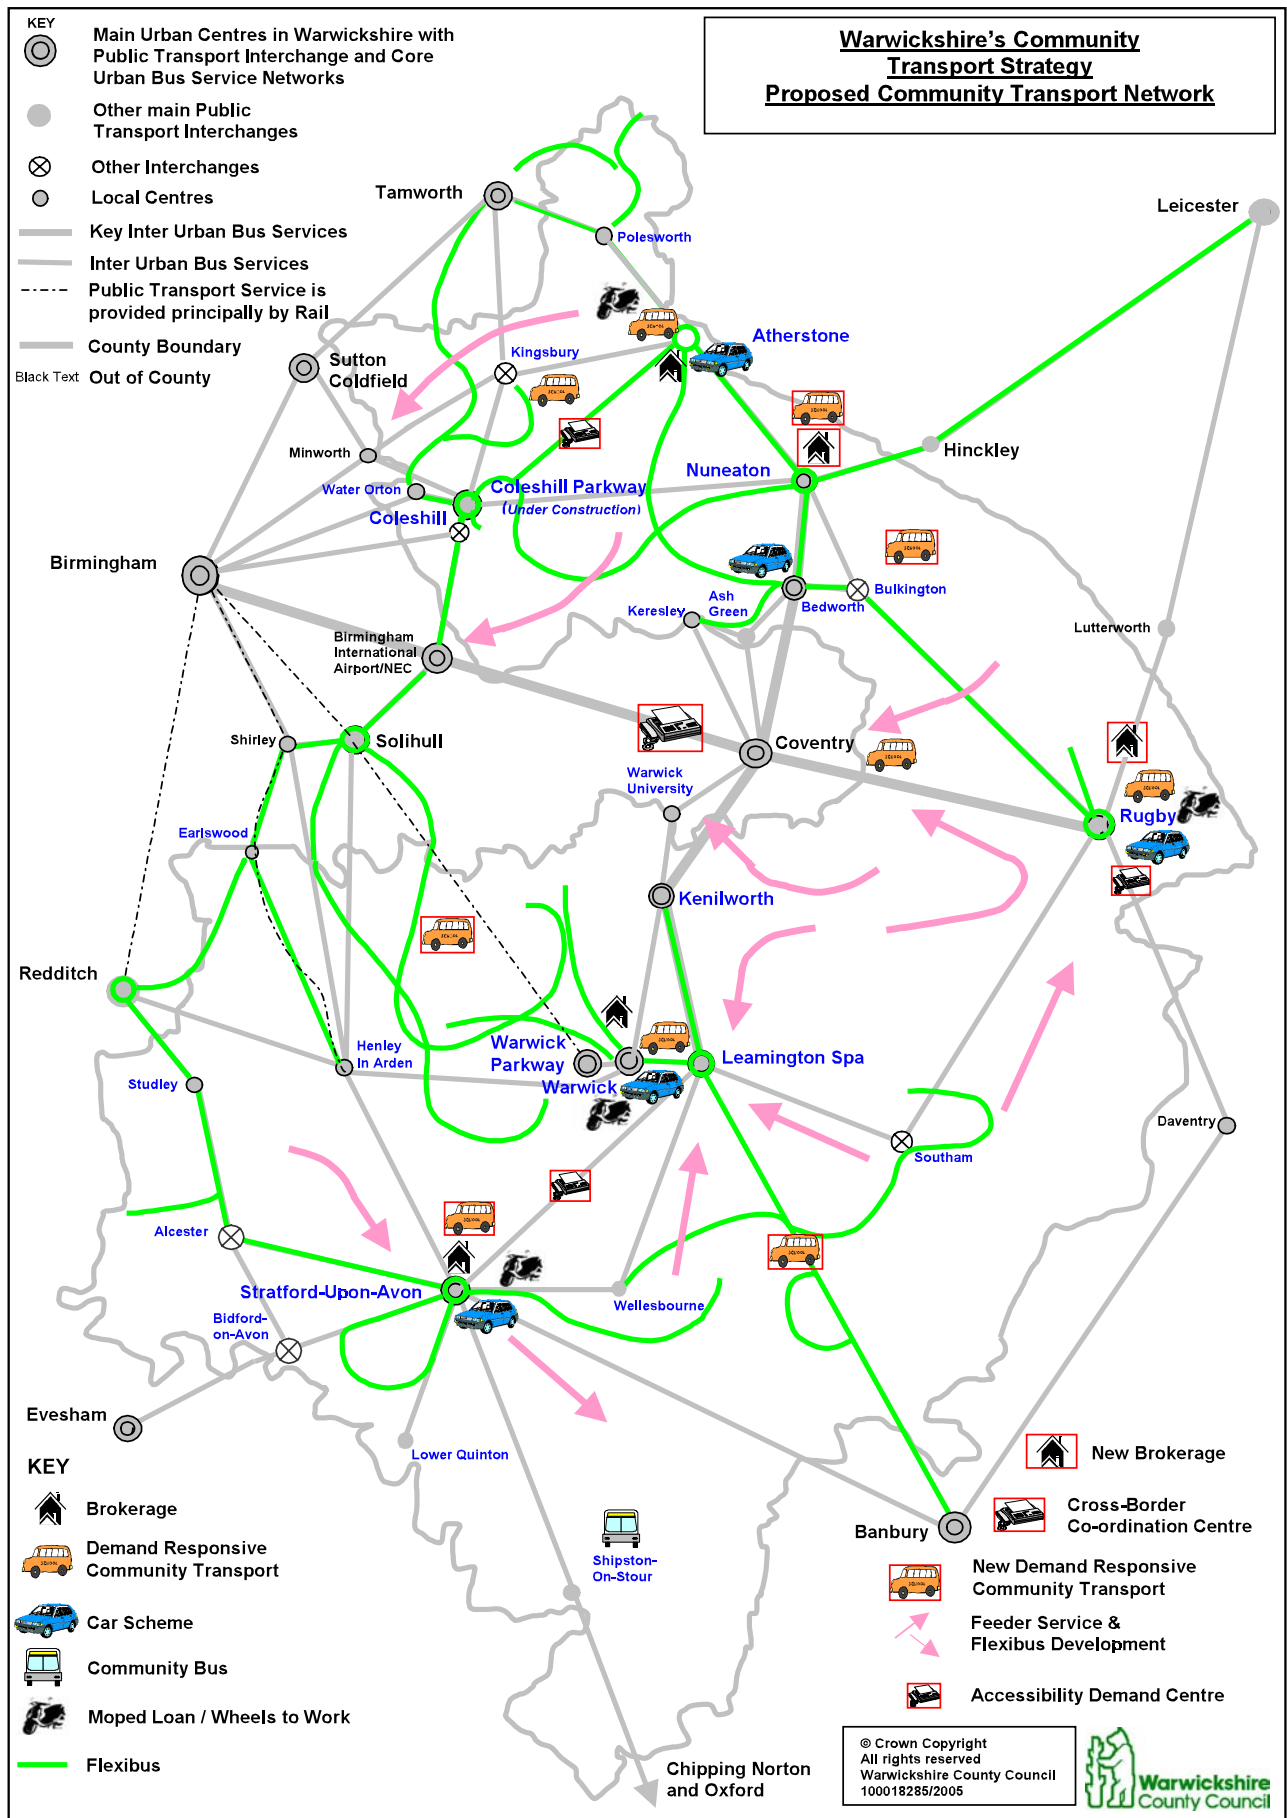 KEY
Main Urban Centres in Warwickshire with
Public Transport Interchange and Core
Urban Bus Service Networks
Other main Public
Transport Interchanges
Other Interchanges
Local Centres
Key Inter Urban Bus Services
Inter Urban Bus Services
Public Transport Service is
provided principally by Rail
County Boundary
Black Text Out of County
Warwickshire's Community
Transport Strategy
Proposed Community Transport Network
Tamworth
Leicester
Polesworth
Atherstone
Kingsbury
Sutton
Coldfield
Minworth
Hinckley
Nuneaton
Water Orton
Coleshill Parkway
(Under Construction)
Coleshill
Birmingham
Bulkington
Bedworth
Ash
Green
Keresley
Lutterworth
Birmingham
International
Airport/NEC
Shirley
Solihull
Coventry
Warwick
University
Rugby
Earlswood
Kenilworth
Redditch
Henley
In Arden
Warwick
Parkway
Warwick
Leamington Spa
Studley
Daventry
Southam
Alcester
Stratford-Upon-Avon
Wellesbourne
Bidford-
on-Avon
Evesham
Lower Quinton
Banbury
Shipston-
On-Stour
Chipping Norton
and Oxford
KEY
Brokerage
Demand Responsive
Community Transport
Car Scheme
Community Bus
Moped Loan / Wheels to Work
Flexibus
New Brokerage
Cross-Border
Co-ordination Centre
New Demand Responsive
Community Transport
Feeder Service &
Flexibus Development
Accessibility Demand Centre
© Crown Copyright
All rights reserved
Warwickshire County Council
100018285/2005
Warwickshire
County Council